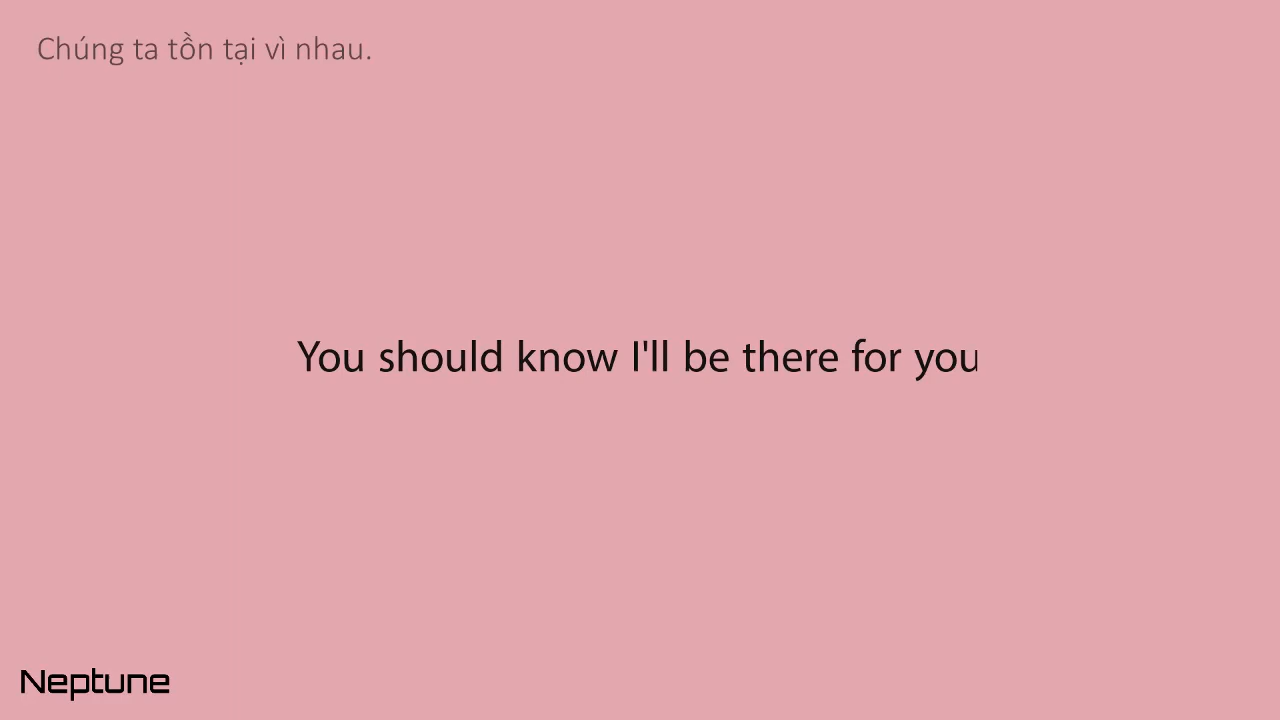 Chúng ta tồn tại vì nhau.
You should know I'll be there for you
Neptune